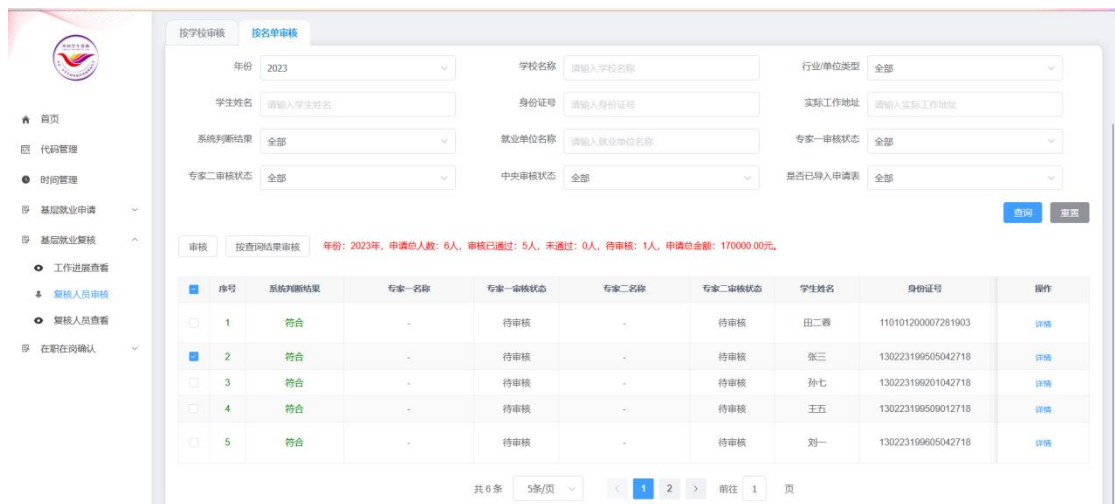 按学校审核 按名单审核
年份 2023 学校名称 请输入学校名称 行业/单位类型 全部
学生姓名 请输入学生姓名 身份证号 请输入身份证号 实际工作地址 请输入实际工作地址
系统判断结果 全部 就业单位名称 请输入就业单位名称 专家一审核状态 全部
专家二审核状态 全部 中央审核状态 全部 是否已导入申请表 全部
查询 重置
首页
代码管理
时间管理
基层就业申请
基层就业复核
工作进展查看
复核人员审核
复核人员查看
在职在岗确认
审核 按查询结果审核 年份：2023年，申请总人数：6人，审核已通过：5人，未通过：0人，待审核：1人，申请总金额：170000.00元。
序号 系统判断结果 专家一名称 专家一审核状态 专家二名称 专家二审核状态 学生姓名 身份证号 操作
1 符合 - 待审核 - 待审核 田二蓉 110101200007281903 详情
2 符合 - 待审核 - 待审核 张三 130223199505042718 详情
3 符合 - 待审核 - 待审核 孙七 130223199201042718 详情
4 符合 - 待审核 - 待审核 王五 130223199509012718 详情
5 符合 - 待审核 - 待审核 刘一 130223199605042718 详情
共 6 条 5条/页 < 1 2 > 前往 1 页